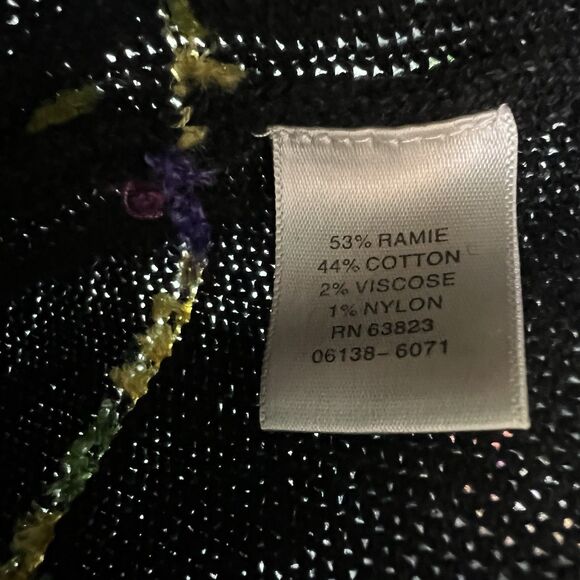 53% RAMIE
44% COTTON
2% VISCOSE
1% NYLON
RN 63823
06138-6071